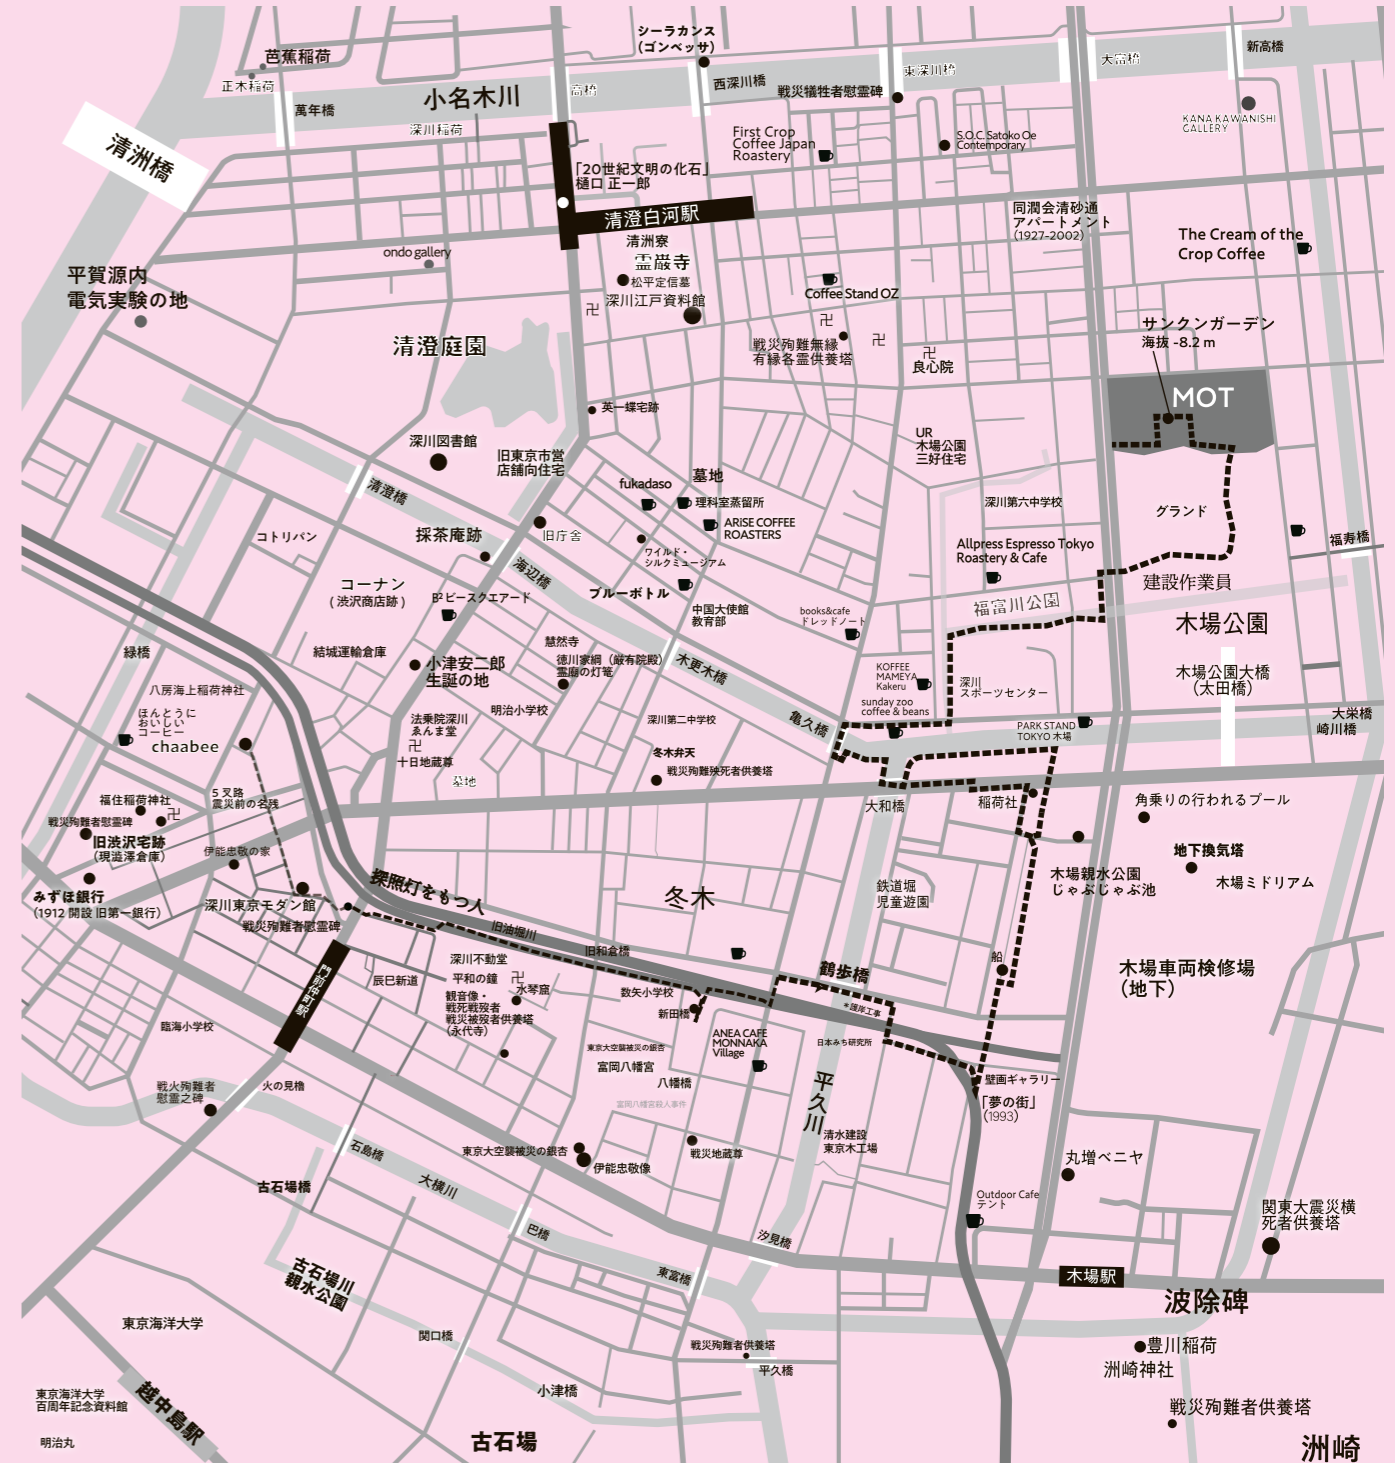 シーラカンス
（ゴンベッサ）
芭蕉稲荷
正木稲荷
萬年橋
小名木川
深川稲荷
高橋
西深川橋
戦災犠牲者慰霊碑
東深川橋
大富橋
新高橋
KANA KAWANISHI
GALLERY
清洲橋
First Crop
Coffee Japan
Roastery
S.O.C. Satoko Oe
Contemporary
「20世紀文明の化石」
樋口 正一郎
清澄白河駅
同潤会清砂通
アパートメント
(1927-2002)
The Cream of the
Crop Coffee
清洲寮
霊巌寺
松平定信墓
深川江戸資料館
ondo gallery
平賀源内
電気実験の地
卍
Coffee Stand OZ
卍
戦災殉難無縁
有縁各霊供養塔
卍
卍
良心院
サンクンガーデン
海抜 -8.2 m
MOT
清澄庭園
英一蝶宅跡
深川図書館
旧東京市営
店舗向住宅
UR
木場公園
三好住宅
墓地
fukadaso
理科室蒸留所
ARISE COFFEE
ROASTERS
清澄橋
深川第六中学校
グランド
福寿橋
コトリパン
採茶庵跡
旧庁舎
ワイルド・
シルクミュージアム
Allpress Espresso Tokyo
Roastery & Cafe
海辺橋
建設作業員
コーナン
( 渋沢商店跡 )
B² ビースクエアード
ブルーボトル
中国大使館
教育部
books&cafe
ドレッドノート
福富川公園
木場公園
緑橋
結城運輸倉庫
小津安二郎
生誕の地
慧然寺
徳川家綱（厳有院殿）
霊廟の灯篭
木更木橋
KOFFEE
MAMEYA
Kakeru
深川
スポーツセンター
木場公園大橋
（太田橋）
八房海上稲荷神社
ほんとうに
おいしい
コーヒー
chaabee
明治小学校
法乗院深川
ゑんま堂
卍
十日地蔵尊
深川第二中学校
亀久橋
sunday zoo
coffee & beans
PARK STAND
TOKYO 木場
大栄橋
崎川橋
冬木弁天
戦災殉難殃死者供養塔
墓地
5 叉路
震災前の名残
福住稲荷神社
卍
戦災殉難者慰霊碑
旧渋沢宅跡
（現澁澤倉庫）
伊能忠敬の家
大和橋
稲荷社
角乗りの行われるプール
地下換気塔
木場ミドリアム
木場親水公園
じゃぶじゃぶ池
みずほ銀行
（1912 開設 旧第一銀行）
深川東京モダン館
戦災殉難者慰霊碑
探照灯をもつ人
冬木
鉄道堀
児童遊園
旧油堀川
旧和倉橋
門前仲町駅
深川不動堂
平和の鐘
卍
水琴窟
辰巳新道
観音像・
戦死戦歿者
戦災被歿者供養塔
（永代寺）
数矢小学校
新田橋
鶴歩橋
＊護岸工事
船
木場車両検修場
（地下）
臨海小学校
東京大空襲被災の銀杏
富岡八幡宮
八幡橋
富岡八幡宮殺人事件
ANEA CAFE
MONNAKA
Village
日本みち研究所
壁画ギャラリー
「夢の街」
（1993）
戦火殉難者
慰霊之碑
火の見櫓
平久川
石島橋
東京大空襲被災の銀杏
伊能忠敬像
戦災地蔵尊
清水建設
東京木工場
丸増ベニヤ
古石場橋
大横川
Outdoor Cafe
テント
関東大震災横
死者供養塔
巴橋
汐見橋
古石場川
親水公園
東富橋
木場駅
波除碑
東京海洋大学
関口橋
戦災殉難者供養塔
平久橋
豊川稲荷
洲崎神社
東京海洋大学
百周年記念資料館
越中島駅
小津橋
戦災殉難者供養塔
明治丸
古石場
洲崎